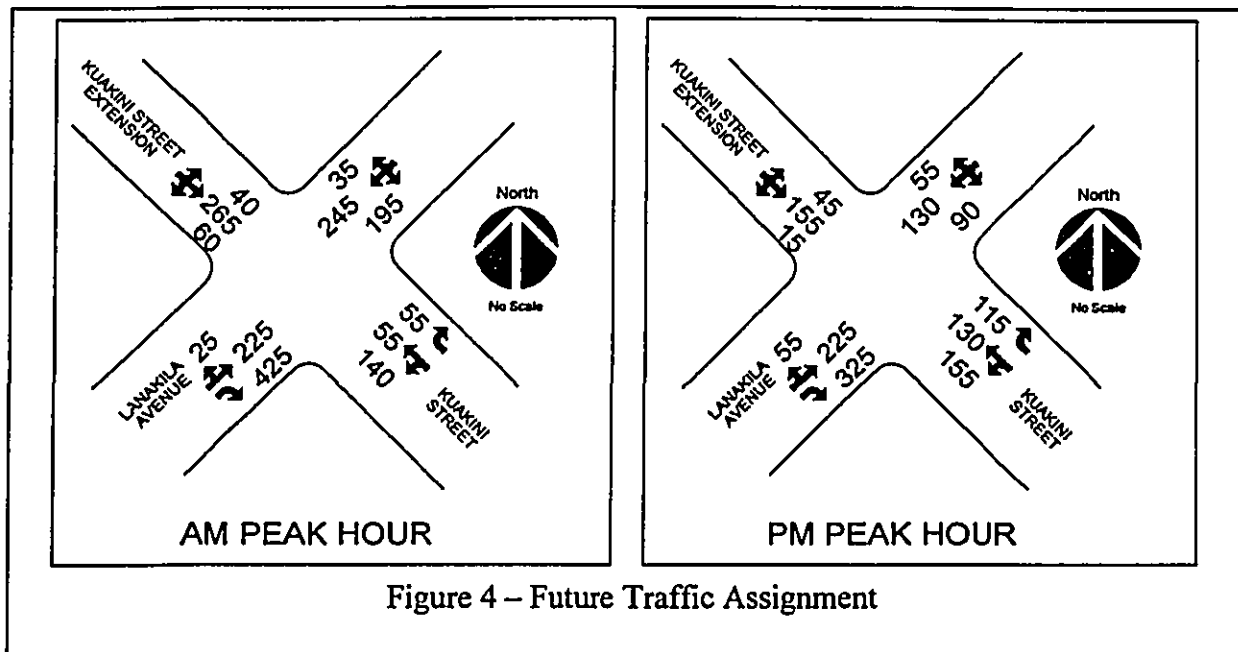 KUAKINI STREET
EXTENSION
40
265
60
35
245
195
North
No Scale
LANAKILA
AVENUE
25
225
425
55
55
140
KUAKINI
STREET
AM PEAK HOUR
KUAKINI STREET
EXTENSION
45
155
15
55
130
90
North
No Scale
LANAKILA
AVENUE
55
225
325
115
130
155
KUAKINI
STREET
PM PEAK HOUR
Figure 4 – Future Traffic Assignment